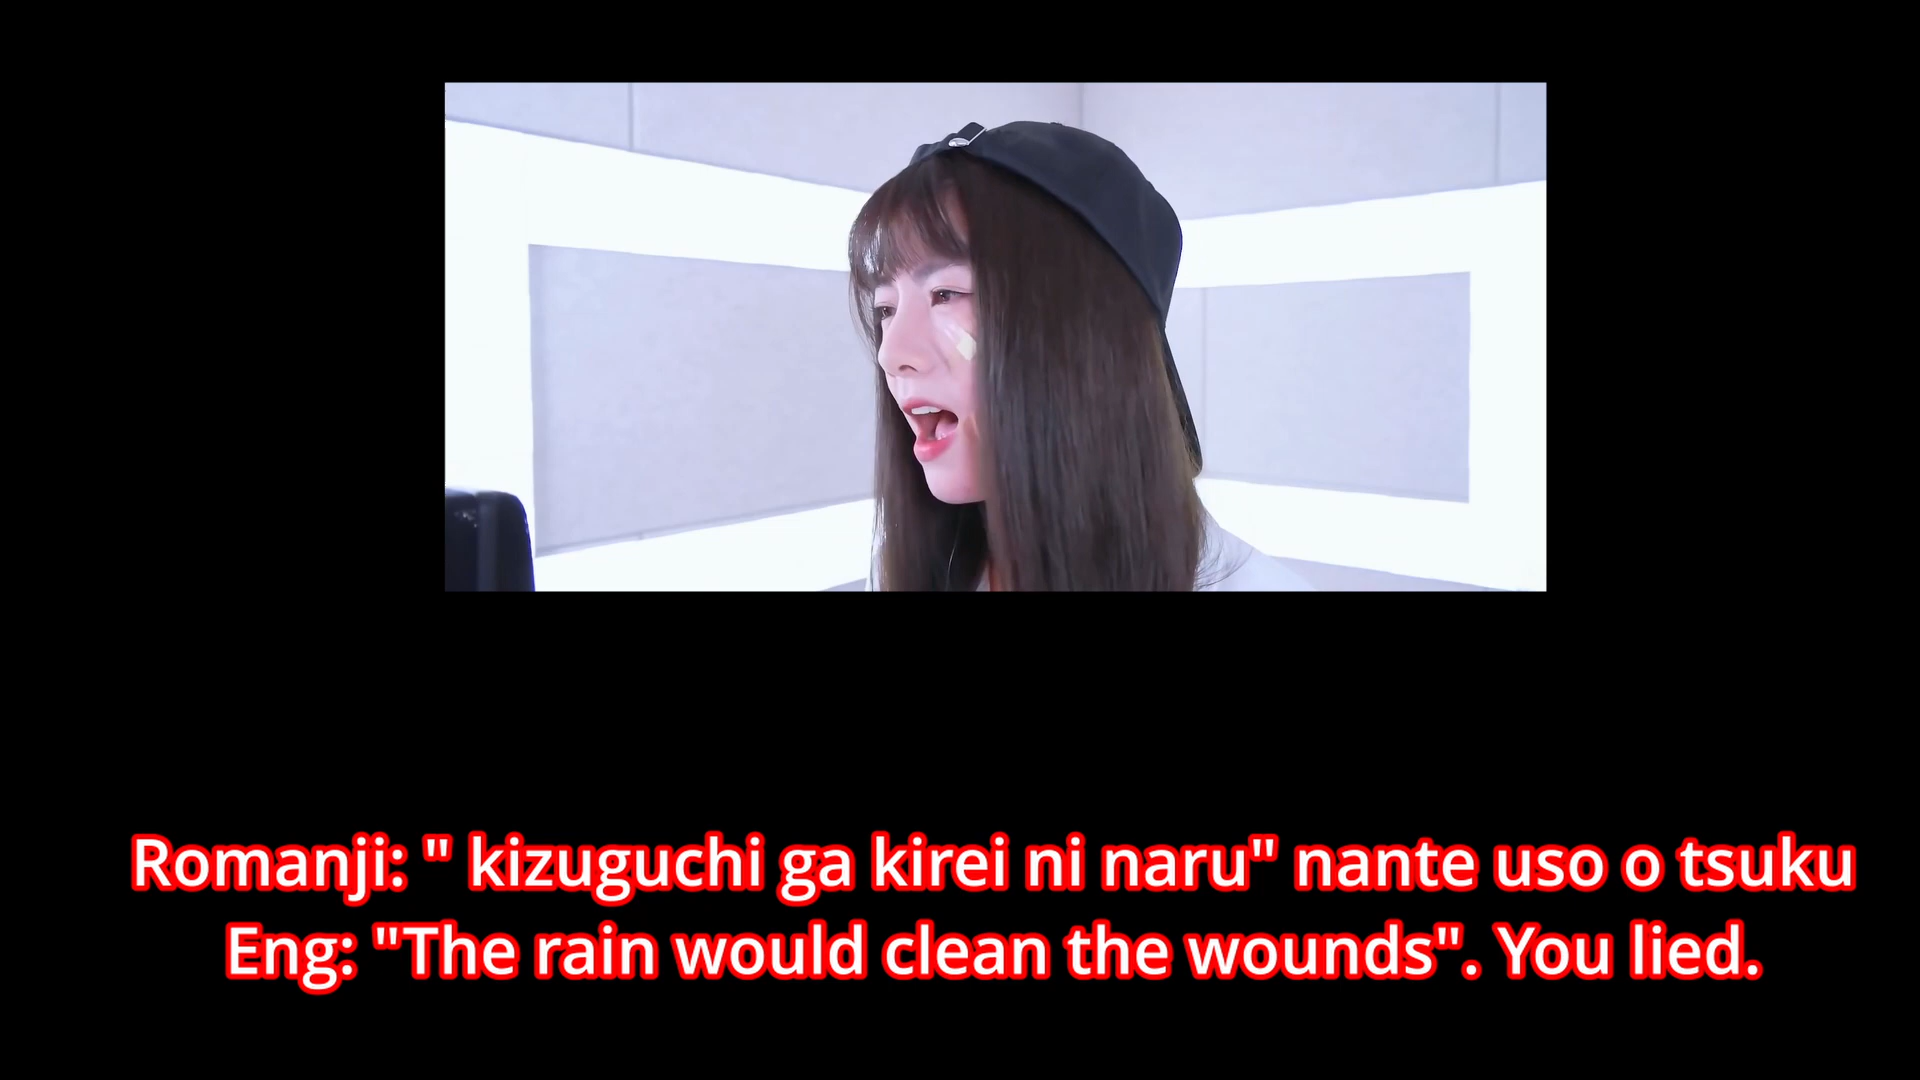 Romanji: " kizuguchi ga kirei ni naru" nante uso o tsuku
Eng: "The rain would clean the wounds". You lied.